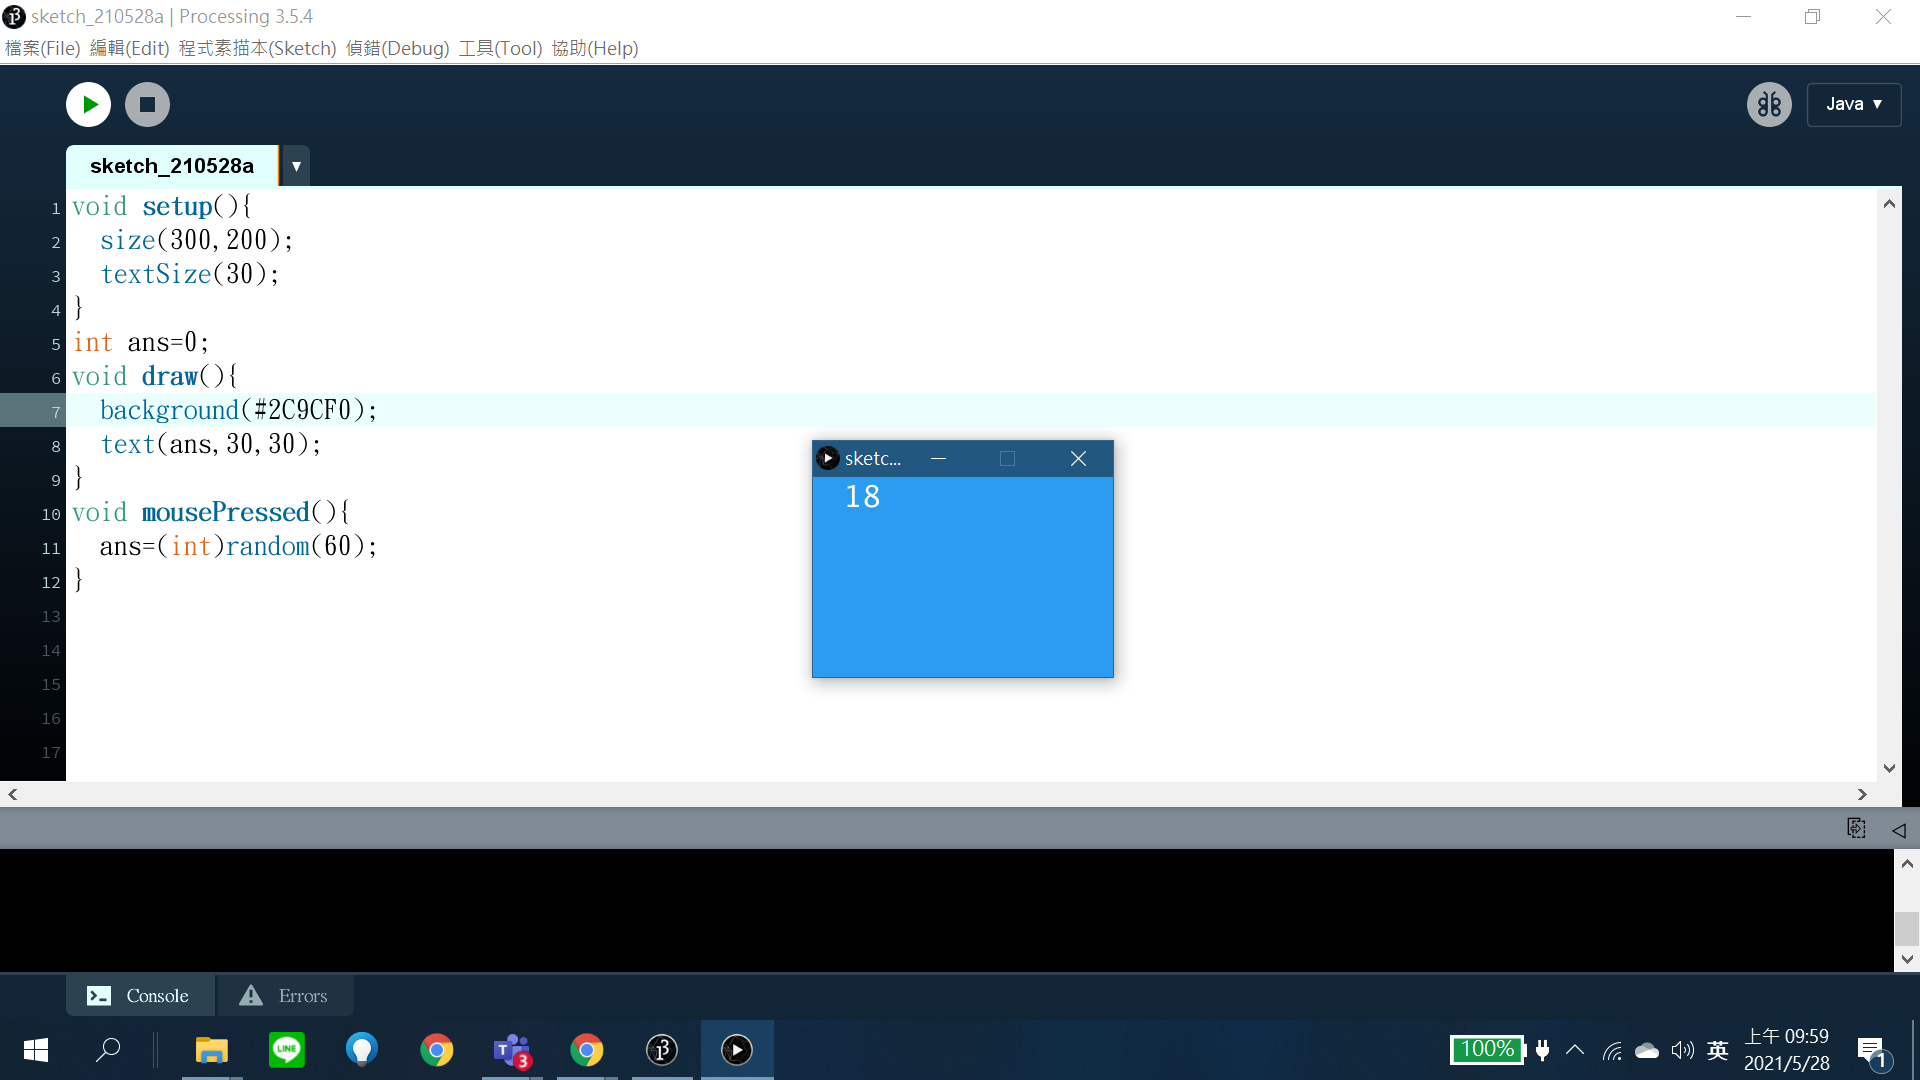 sketch_210528a | Processing 3.5.4
檔案(File) 編輯(Edit) 程式素描本(Sketch) 偵錯(Debug) 工具(Tool) 協助(Help)
Java ▼
sketch_210528a ▼
1 void setup(){
2   size(300,200);
3   textSize(30);
4 }
5 int ans=0;
6 void draw(){
7   background(#2C9CF0);
8   text(ans,30,30);
9 }
10 void mousePressed(){
11   ans=(int)random(60);
12 }
13
14
15
16
17
sketc...
18
Console Errors
LINE
T 3
100% 英 上午 09:59
2021/5/28
1